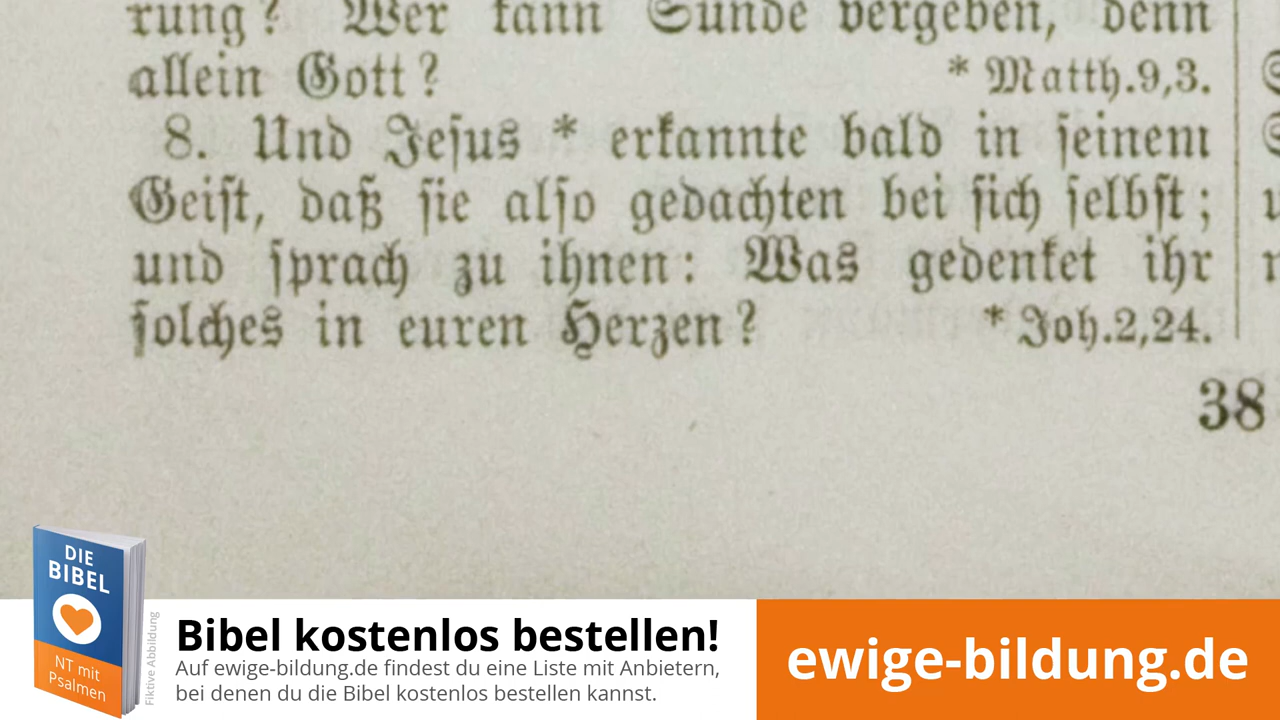 rung? Wer kann Sünde vergeben, denn
allein Gott? * Matth.9,3.
8. Und Jesus * erkannte bald in seinem
Geist, daß sie also gedachten bei sich selbst;
und sprach zu ihnen: Was gedenket ihr
solches in euren Herzen? * Joh.2,24.
38
DIE
BIBEL
NT mit
Psalmen
Fiktive Abbildung
Bibel kostenlos bestellen!
Auf ewige-bildung.de findest du eine Liste mit Anbietern,
bei denen du die Bibel kostenlos bestellen kannst.
ewige-bildung.de